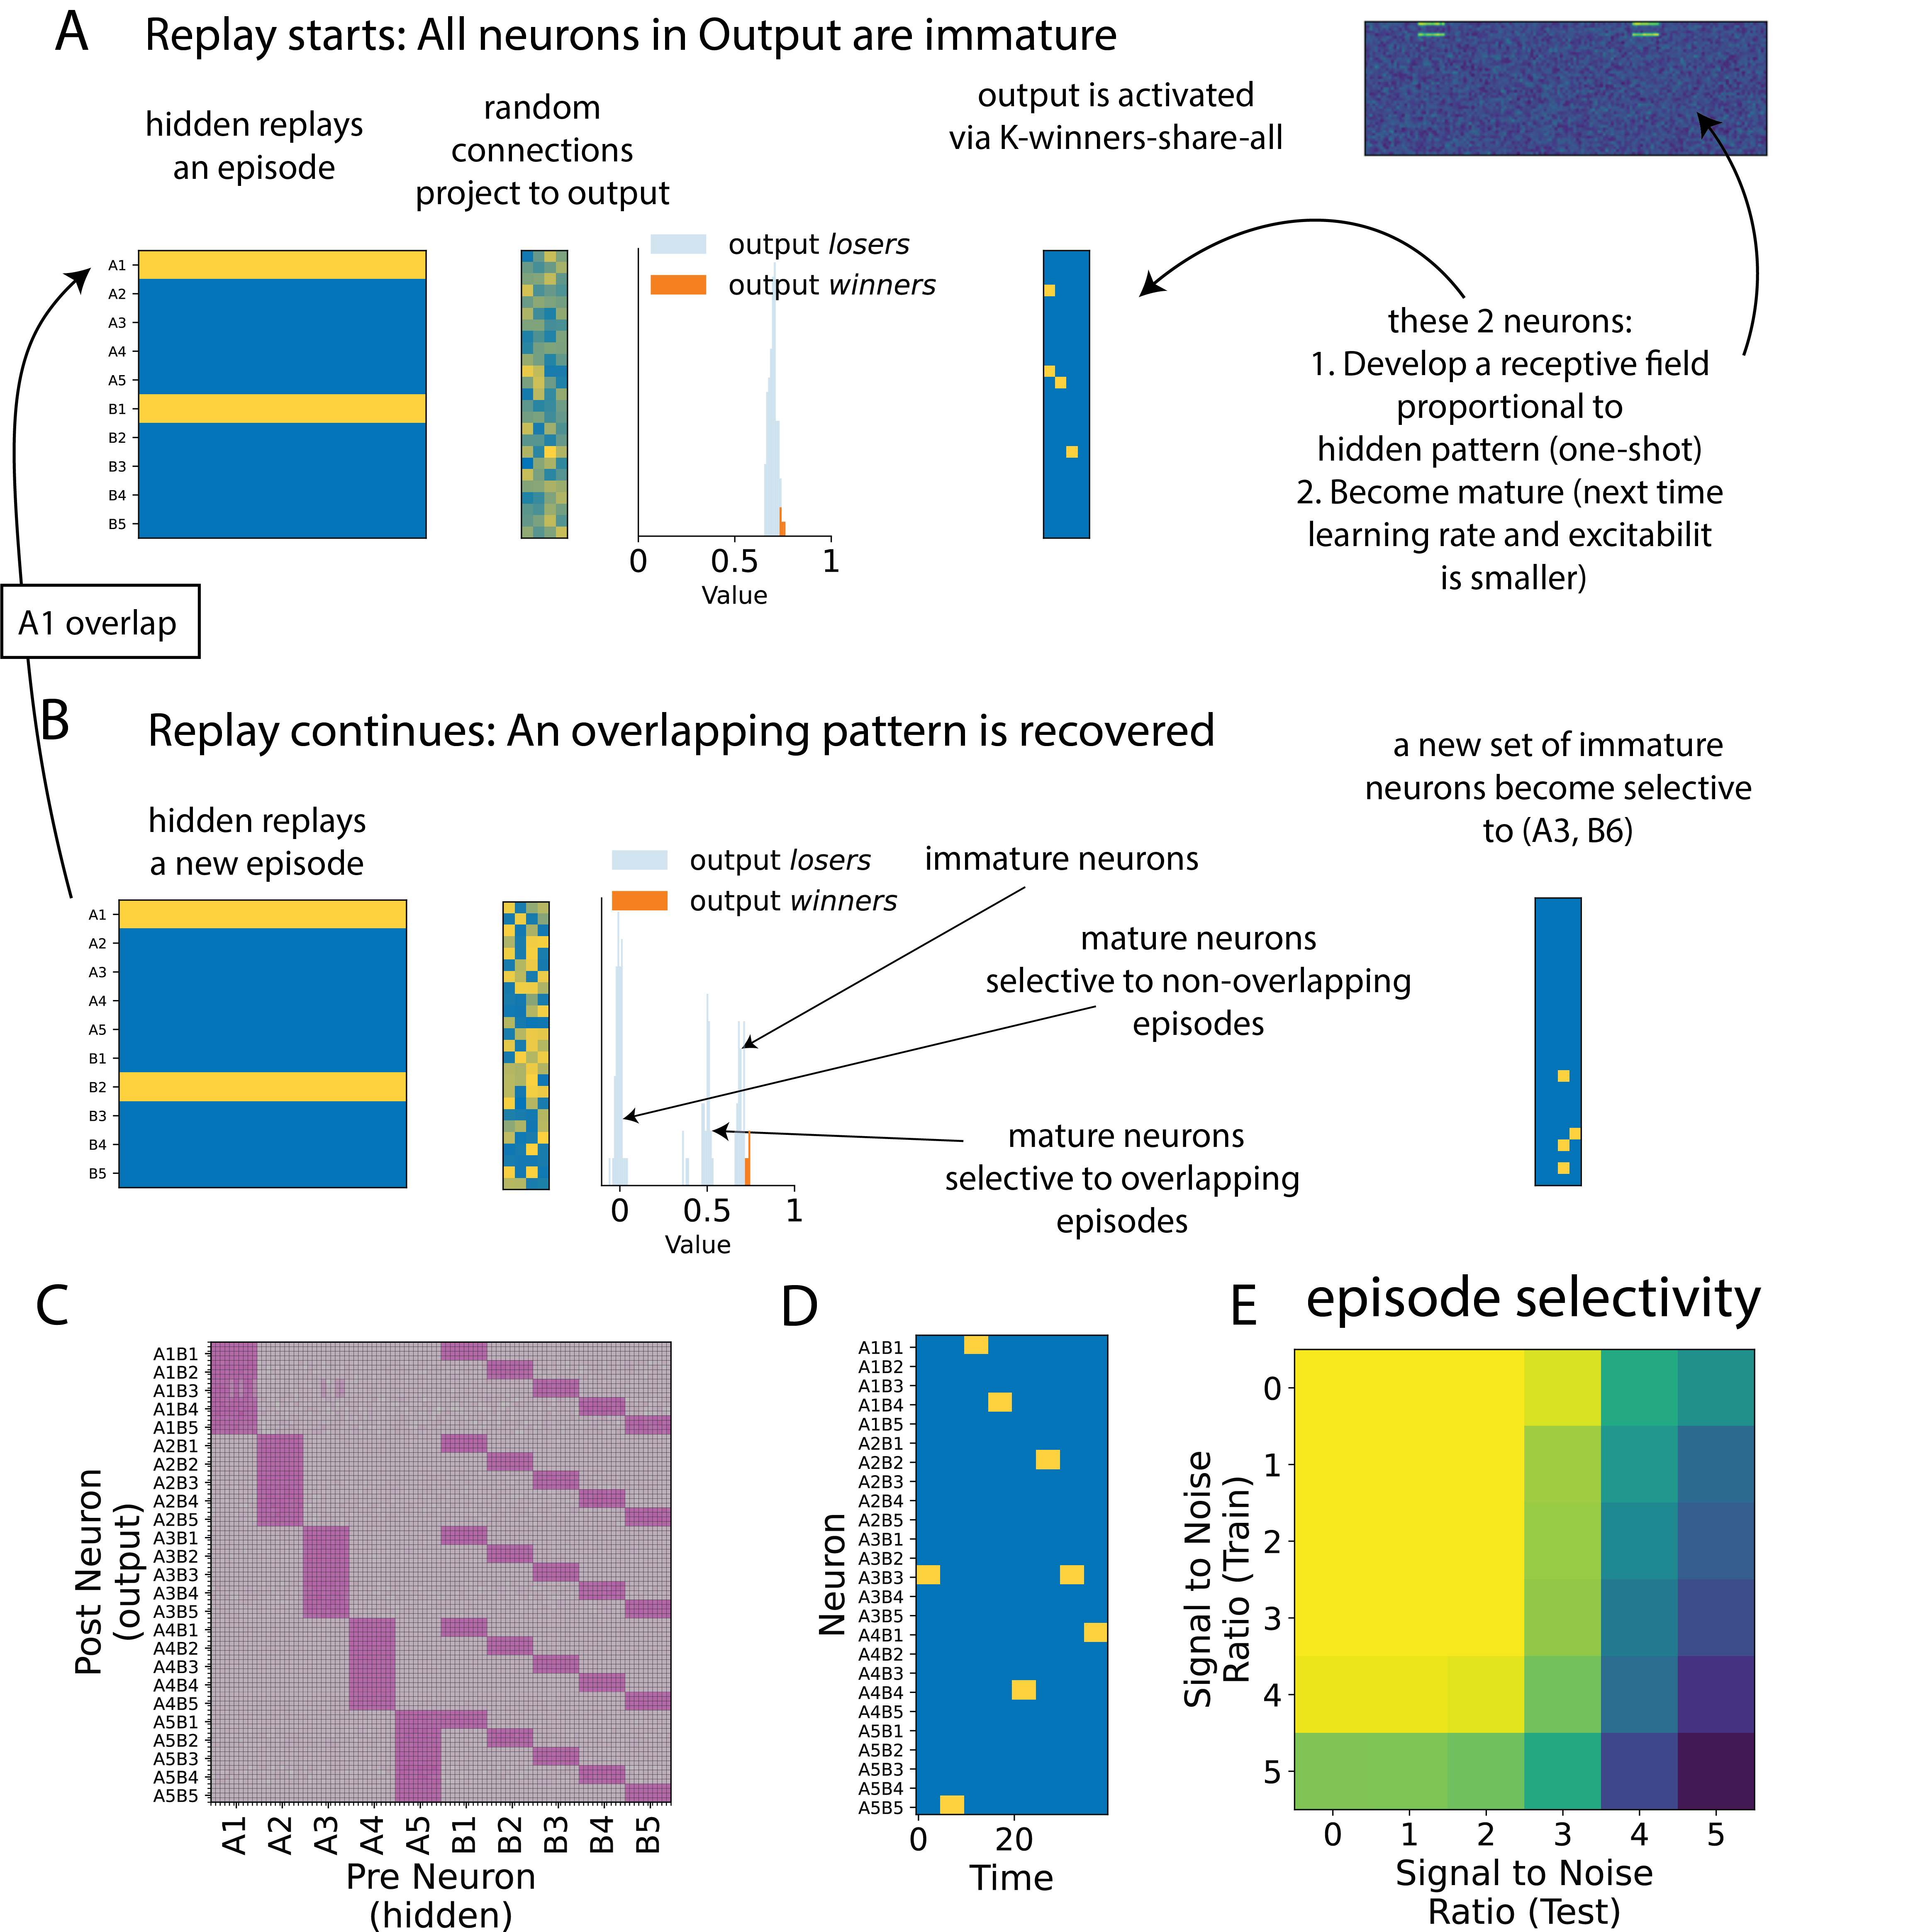 A
Replay starts: All neurons in Output are immature
hidden replays
an episode
random
connections
project to output
output is activated
via K-winners-share-all
output losers
output winners
A1
A2
A3
A4
A5
B1
B2
B3
B4
B5
0
0.5
1
Value
these 2 neurons:
1. Develop a receptive field
proportional to
hidden pattern (one-shot)
2. Become mature (next time
learning rate and excitabilit
is smaller)
A1 overlap
B
Replay continues: An overlapping pattern is recovered
hidden replays
a new episode
a new set of immature
neurons become selective
to (A3, B6)
output losers
output winners
immature neurons
mature neurons
selective to non-overlapping
episodes
mature neurons
selective to overlapping
episodes
A1
A2
A3
A4
A5
B1
B2
B3
B4
B5
0
0.5
1
Value
C
Post Neuron
(output)
A1B1
A1B2
A1B3
A1B4
A1B5
A2B1
A2B2
A2B3
A2B4
A2B5
A3B1
A3B2
A3B3
A3B4
A3B5
A4B1
A4B2
A4B3
A4B4
A4B5
A5B1
A5B2
A5B3
A5B4
A5B5
A1
A2
A3
A4
A5
B1
B2
B3
B4
B5
Pre Neuron
(hidden)
D
Neuron
A1B1
A1B2
A1B3
A1B4
A1B5
A2B1
A2B2
A2B3
A2B4
A2B5
A3B1
A3B2
A3B3
A3B4
A3B5
A4B1
A4B2
A4B3
A4B4
A4B5
A5B1
A5B2
A5B3
A5B4
A5B5
0
20
Time
E
episode selectivity
Signal to Noise
Ratio (Train)
0
1
2
3
4
5
0
1
2
3
4
5
Signal to Noise
Ratio (Test)